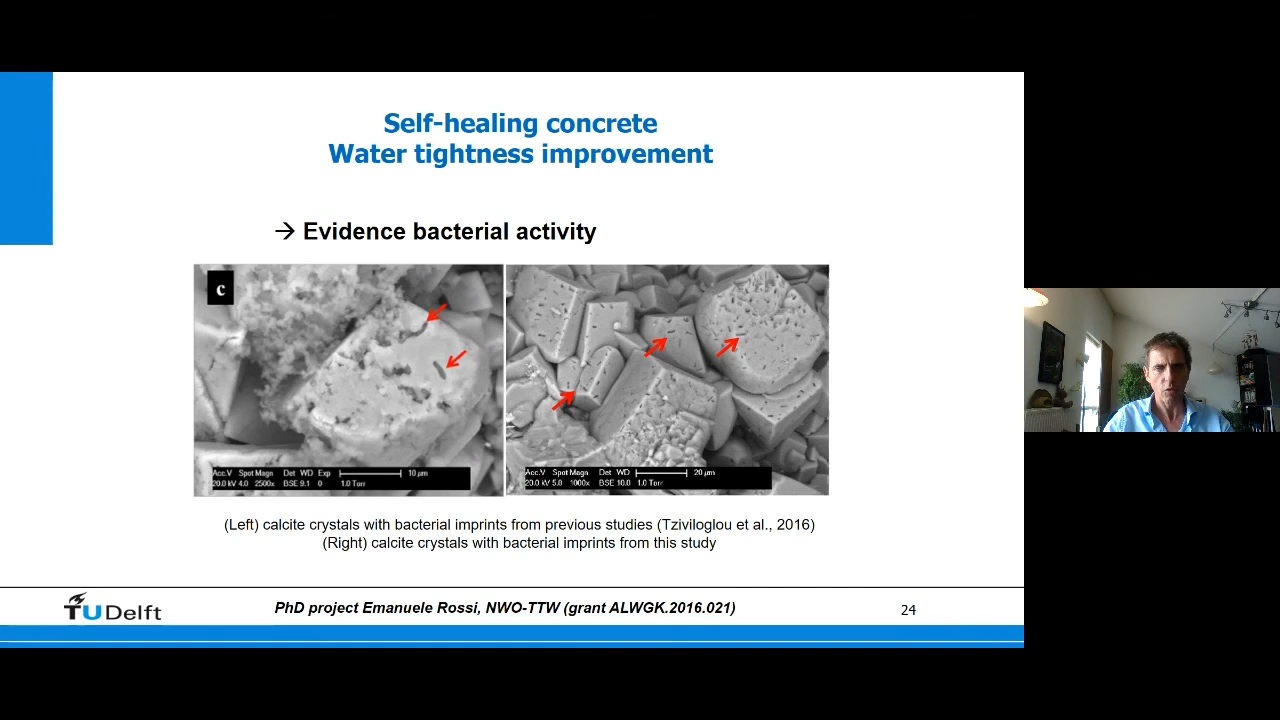 Self-healing concrete
Water tightness improvement
→ Evidence bacterial activity
c
Acc.V Spot Magn Det WD Exp 10 µm
20.0 kV 4.0 2500x BSE 9.1 0 1.0 Torr
Acc.V Spot Magn Det WD 20 µm
20.0 kV 5.0 1000x BSE 10.0 1.0 Torr
(Left) calcite crystals with bacterial imprints from previous studies (Tziviloglou et al., 2016)
(Right) calcite crystals with bacterial imprints from this study
TUDelft
PhD project Emanuele Rossi, NWO-TTW (grant ALWGK.2016.021)
24